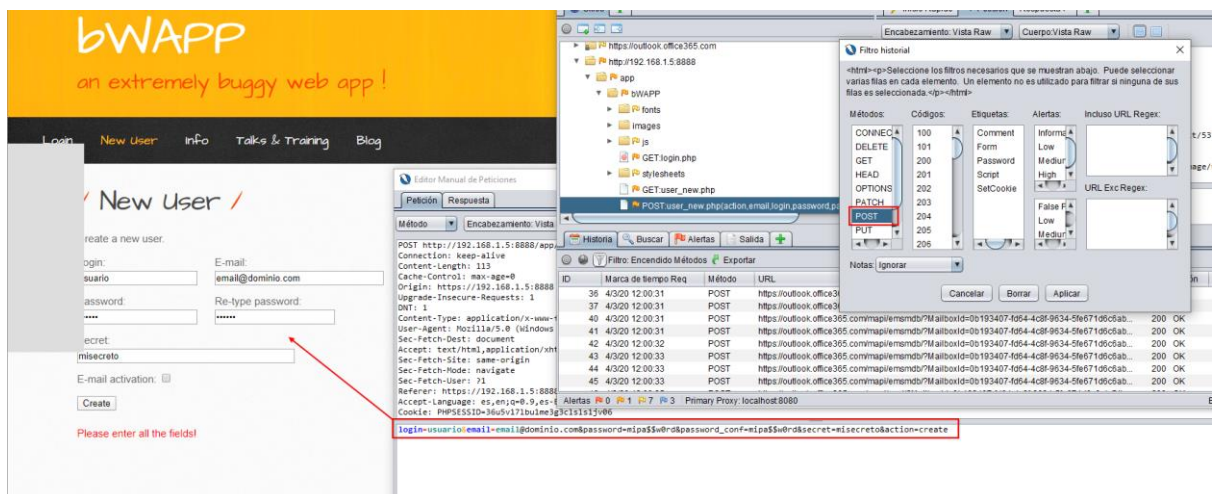 bWAPP
an extremely buggy web app !
Login New User Info Talks & Training Blog
/ New User /
reate a new user.
ogin:
E-mail:
suario
email@dominio.com
assword:
Re-type password:
ecret:
misecreto
E-mail activation:
Create
Please enter all the fields!
Editor Manual de Peticiones
Petición Respuesta
Método Encabezamiento: Vista
POST http://192.168.1.5:8888/app/
Connection: keep-alive
Content-Length: 113
Cache-Control: max-age=0
Origin: https://192.168.1.5:8888
Upgrade-Insecure-Requests: 1
DNT: 1
Content-Type: application/x-www-f
User-Agent: Mozilla/5.0 (Windows
Sec-Fetch-Dest: document
Accept: text/html,application/xht
Sec-Fetch-Site: same-origin
Sec-Fetch-Mode: navigate
Sec-Fetch-User: ?1
Referer: https://192.168.1.5:8888
Accept-Language: es,en;q=0.9,es-
Cookie: PHPSESSID=36u5v17lbulme3g3clslsljv06
login=usuario&email=email@dominio.com&password=mipa$$w0rd&password_conf=mipa$$w0rd&secret=misecreto&action=create
https://outlook.office365.com
http://192.168.1.5:8888
app
bWAPP
fonts
images
js
GET:login.php
stylesheets
GET:user_new.php
POST:user_new.php(action,email,login,password,pa
Historia Buscar Alertas Salida
Filtro: Encendido Métodos Exportar
ID Marca de tiempo Req Método URL
36 4/3/20 12:00:31 POST https://outlook.office3
37 4/3/20 12:00:31 POST https://outlook.office3
40 4/3/20 12:00:31 POST https://outlook.office365.com/mapi/emsmdb/?MailboxId=0b193407-fd64-4c8f-9634-5fe671d6c6ab... 200 OK
41 4/3/20 12:00:31 POST https://outlook.office365.com/mapi/emsmdb/?MailboxId=0b193407-fd64-4c8f-9634-5fe671d6c6ab... 200 OK
42 4/3/20 12:00:32 POST https://outlook.office365.com/mapi/emsmdb/?MailboxId=0b193407-fd64-4c8f-9634-5fe671d6c6ab... 200 OK
43 4/3/20 12:00:33 POST https://outlook.office365.com/mapi/emsmdb/?MailboxId=0b193407-fd64-4c8f-9634-5fe671d6c6ab... 200 OK
44 4/3/20 12:00:33 POST https://outlook.office365.com/mapi/emsmdb/?MailboxId=0b193407-fd64-4c8f-9634-5fe671d6c6ab... 200 OK
45 4/3/20 12:00:33 POST https://outlook.office365.com/mapi/emsmdb/?MailboxId=0b193407-fd64-4c8f-9634-5fe671d6c6ab... 200 OK
Alertas 0 1 7 3 Primary Proxy: localhost:8080
Encabezamiento: Vista Raw Cuerpo:Vista Raw
Filtro historial
<html><p>Seleccione los filtros necesarios que se muestran abajo. Puede seleccionar
varias filas en cada elemento. Un elemento no es utilizado para filtrar si ninguna de sus
filas es seleccionada.</p></html>
Métodos: Códigos: Etiquetas: Alertas: Incluso URL Regex:
CONNEC 100 Comment Informa
DELETE 101 Form Low
GET 200 Password Mediur
HEAD 201 Script High
OPTIONS 202 SetCookie URL Exc Regex:
PATCH 203 False P
POST 204 Low
PUT 205 Mediur
206
Notas: Ignorar
Cancelar Borrar Aplicar